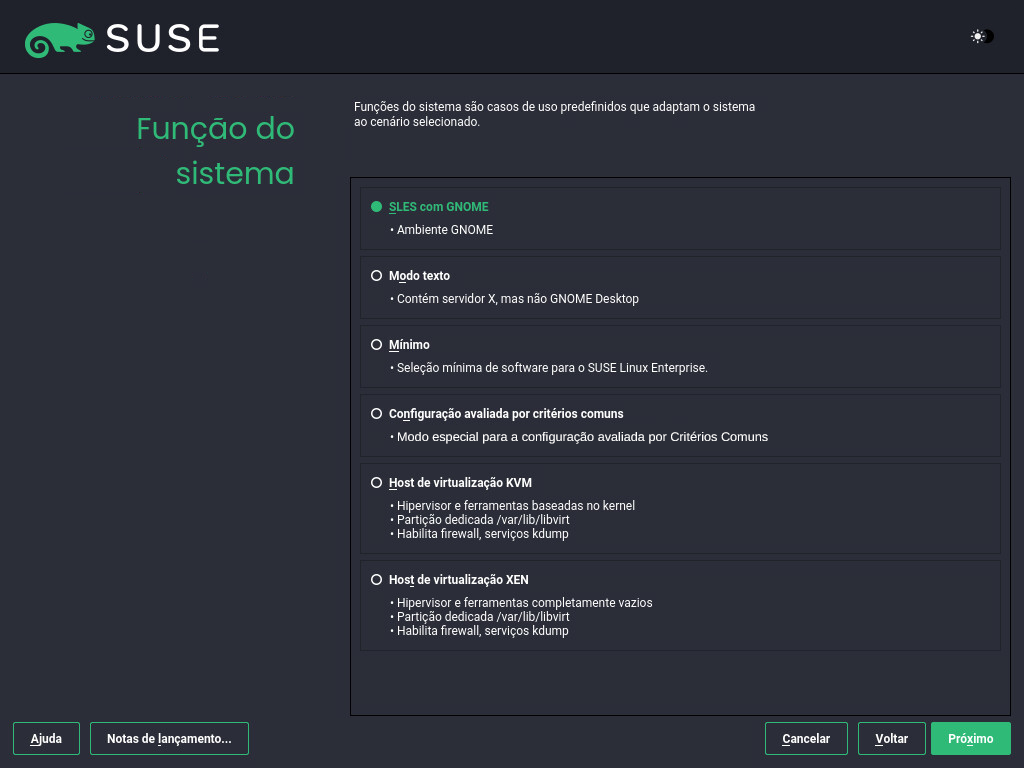 SUSE
Função do
sistema
Funções do sistema são casos de uso predefinidos que adaptam o sistema
ao cenário selecionado.
SLES com GNOME
• Ambiente GNOME
Modo texto
• Contém servidor X, mas não GNOME Desktop
Mínimo
• Seleção mínima de software para o SUSE Linux Enterprise.
Configuração avaliada por critérios comuns
• Modo especial para a configuração avaliada por Critérios Comuns
Host de virtualização KVM
• Hipervisor e ferramentas baseadas no kernel
• Partição dedicada /var/lib/libvirt
• Habilita firewall, serviços kdump
Host de virtualização XEN
• Hipervisor e ferramentas completamente vazios
• Partição dedicada /var/lib/libvirt
• Habilita firewall, serviços kdump
Ajuda
Notas de lançamento...
Cancelar
Voltar
Próximo